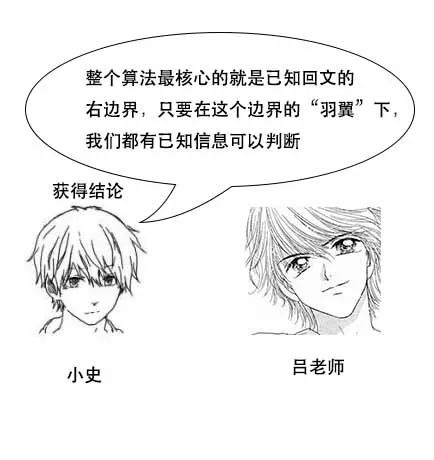 整个算法最核心的就是已知回文的
右边界，只要在这个边界的“羽翼”下，
我们都有已知信息可以判断
获得结论
小史
吕老师